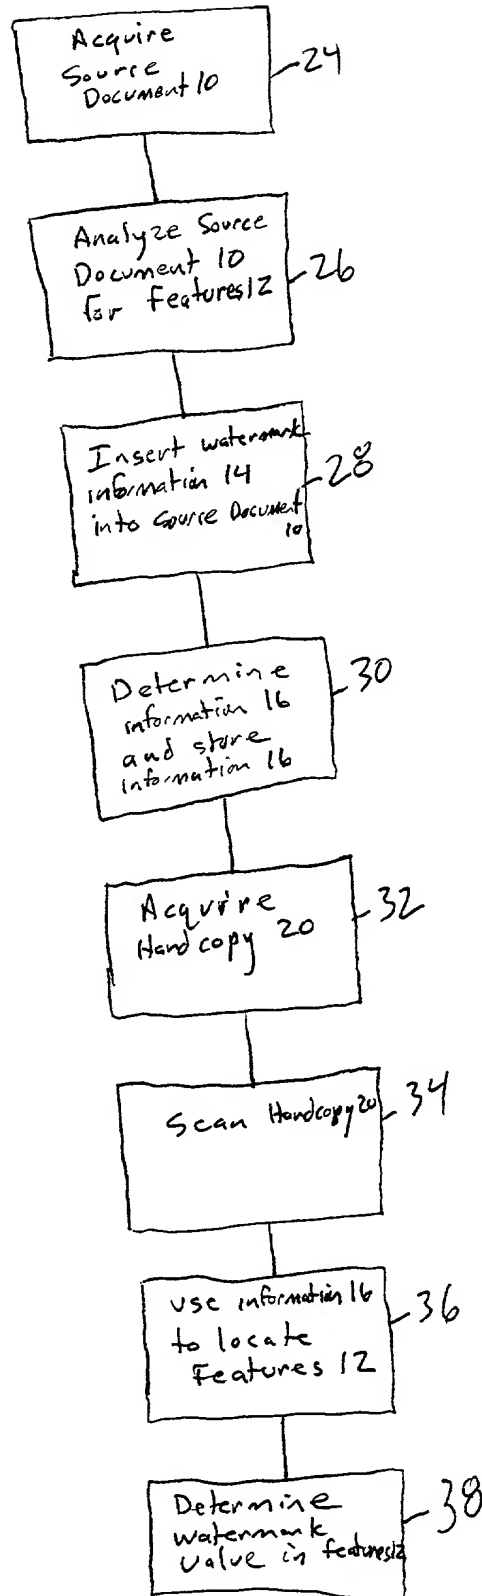 Acquire
Source
Document 10
24
Analyze Source
Document 10
for Features 12
26
Insert watermark
information 14
into Source Document
10
28
Determine
information 16
and store
information 16
30
Acquire
Hardcopy 20
32
Scan Hardcopy 20
34
Use information 16
to locate
Features 12
36
Determine
watermark
value in features 12
38